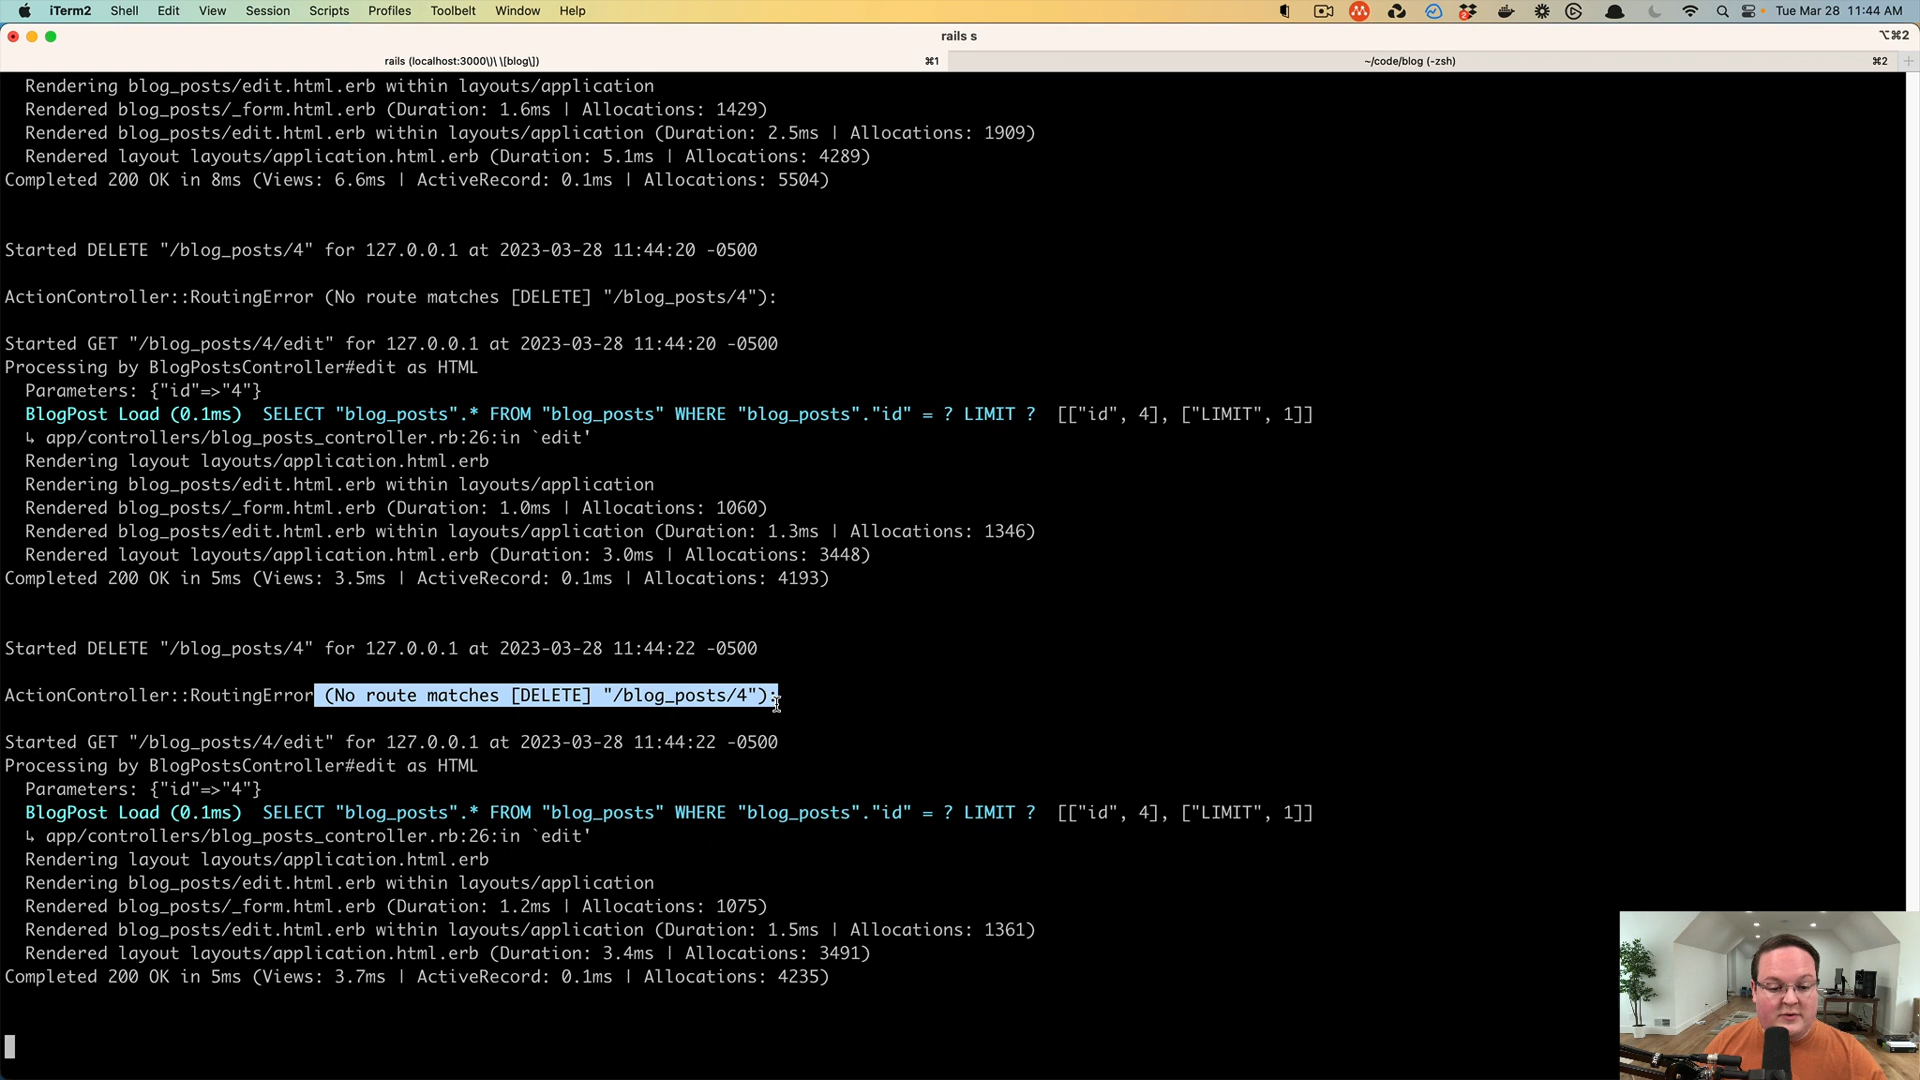 iTerm2 Shell Edit View Session Scripts Profiles Toolbelt Window Help Tue Mar 28 11:44 AM
rails s ⌥⌘2
rails (localhost:3000\)\ \[blog\]) ⌘1 ~/code/blog (-zsh) ⌘2
Rendering blog_posts/edit.html.erb within layouts/application
Rendered blog_posts/_form.html.erb (Duration: 1.6ms | Allocations: 1429)
Rendered blog_posts/edit.html.erb within layouts/application (Duration: 2.5ms | Allocations: 1909)
Rendered layout layouts/application.html.erb (Duration: 5.1ms | Allocations: 4289)
Completed 200 OK in 8ms (Views: 6.6ms | ActiveRecord: 0.1ms | Allocations: 5504)
Started DELETE "/blog_posts/4" for 127.0.0.1 at 2023-03-28 11:44:20 -0500
ActionController::RoutingError (No route matches [DELETE] "/blog_posts/4"):
Started GET "/blog_posts/4/edit" for 127.0.0.1 at 2023-03-28 11:44:20 -0500
Processing by BlogPostsController#edit as HTML
Parameters: {"id"=>"4"}
BlogPost Load (0.1ms) SELECT "blog_posts".* FROM "blog_posts" WHERE "blog_posts"."id" = ? LIMIT ? [["id", 4], ["LIMIT", 1]]
↳ app/controllers/blog_posts_controller.rb:26:in `edit'
Rendering layout layouts/application.html.erb
Rendering blog_posts/edit.html.erb within layouts/application
Rendered blog_posts/_form.html.erb (Duration: 1.0ms | Allocations: 1060)
Rendered blog_posts/edit.html.erb within layouts/application (Duration: 1.3ms | Allocations: 1346)
Rendered layout layouts/application.html.erb (Duration: 3.0ms | Allocations: 3448)
Completed 200 OK in 5ms (Views: 3.5ms | ActiveRecord: 0.1ms | Allocations: 4193)
Started DELETE "/blog_posts/4" for 127.0.0.1 at 2023-03-28 11:44:22 -0500
ActionController::RoutingError (No route matches [DELETE] "/blog_posts/4"):
Started GET "/blog_posts/4/edit" for 127.0.0.1 at 2023-03-28 11:44:22 -0500
Processing by BlogPostsController#edit as HTML
Parameters: {"id"=>"4"}
BlogPost Load (0.1ms) SELECT "blog_posts".* FROM "blog_posts" WHERE "blog_posts"."id" = ? LIMIT ? [["id", 4], ["LIMIT", 1]]
↳ app/controllers/blog_posts_controller.rb:26:in `edit'
Rendering layout layouts/application.html.erb
Rendering blog_posts/edit.html.erb within layouts/application
Rendered blog_posts/_form.html.erb (Duration: 1.2ms | Allocations: 1075)
Rendered blog_posts/edit.html.erb within layouts/application (Duration: 1.5ms | Allocations: 1361)
Rendered layout layouts/application.html.erb (Duration: 3.4ms | Allocations: 3491)
Completed 200 OK in 5ms (Views: 3.7ms | ActiveRecord: 0.1ms | Allocations: 4235)